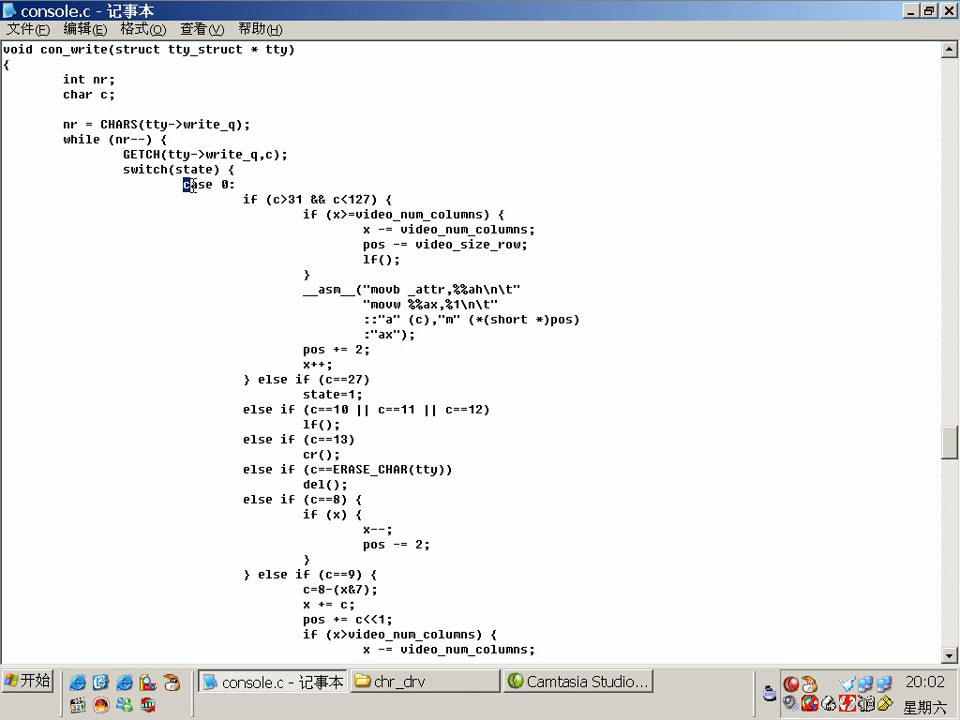 console.c - 记事本
文件(F) 编辑(E) 格式(O) 查看(V) 帮助(H)
void con_write(struct tty_struct * tty)
{
int nr;
char c;
nr = CHARS(tty->write_q);
while (nr--) {
GETCH(tty->write_q,c);
switch(state) {
case 0:
if (c>31 && c<127) {
if (x>=video_num_columns) {
x -= video_num_columns;
pos -= video_size_row;
lf();
}
__asm__("movb _attr,%%ah\n\t"
"movw %%ax,%1\n\t"
::"a" (c),"m" (*(short *)pos)
:"ax");
pos += 2;
x++;
} else if (c==27)
state=1;
else if (c==10 || c==11 || c==12)
lf();
else if (c==13)
cr();
else if (c==ERASE_CHAR(tty))
del();
else if (c==8) {
if (x) {
x--;
pos -= 2;
}
} else if (c==9) {
c=8-(x&7);
x += c;
pos += c<<1;
if (x>video_num_columns) {
x -= video_num_columns;
开始 console.c - 记事本 chr_drv Camtasia Studio... 20:02
星期六